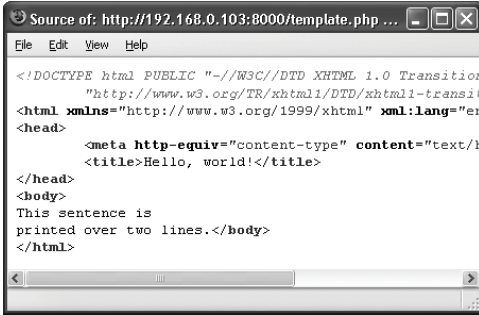 Source of: http://192.168.0.103:8000/template.php ...
File Edit View Help
<!DOCTYPE html PUBLIC "-//W3C//DTD XHTML 1.0 Transition
"http://www.w3.org/TR/xhtml1/DTD/xhtml1-transit
<html xmlns="http://www.w3.org/1999/xhtml" xml:lang="en
<head>
<meta http-equiv="content-type" content="text/h
<title>Hello, world!</title>
</head>
<body>
This sentence is
printed over two lines.</body>
</html>